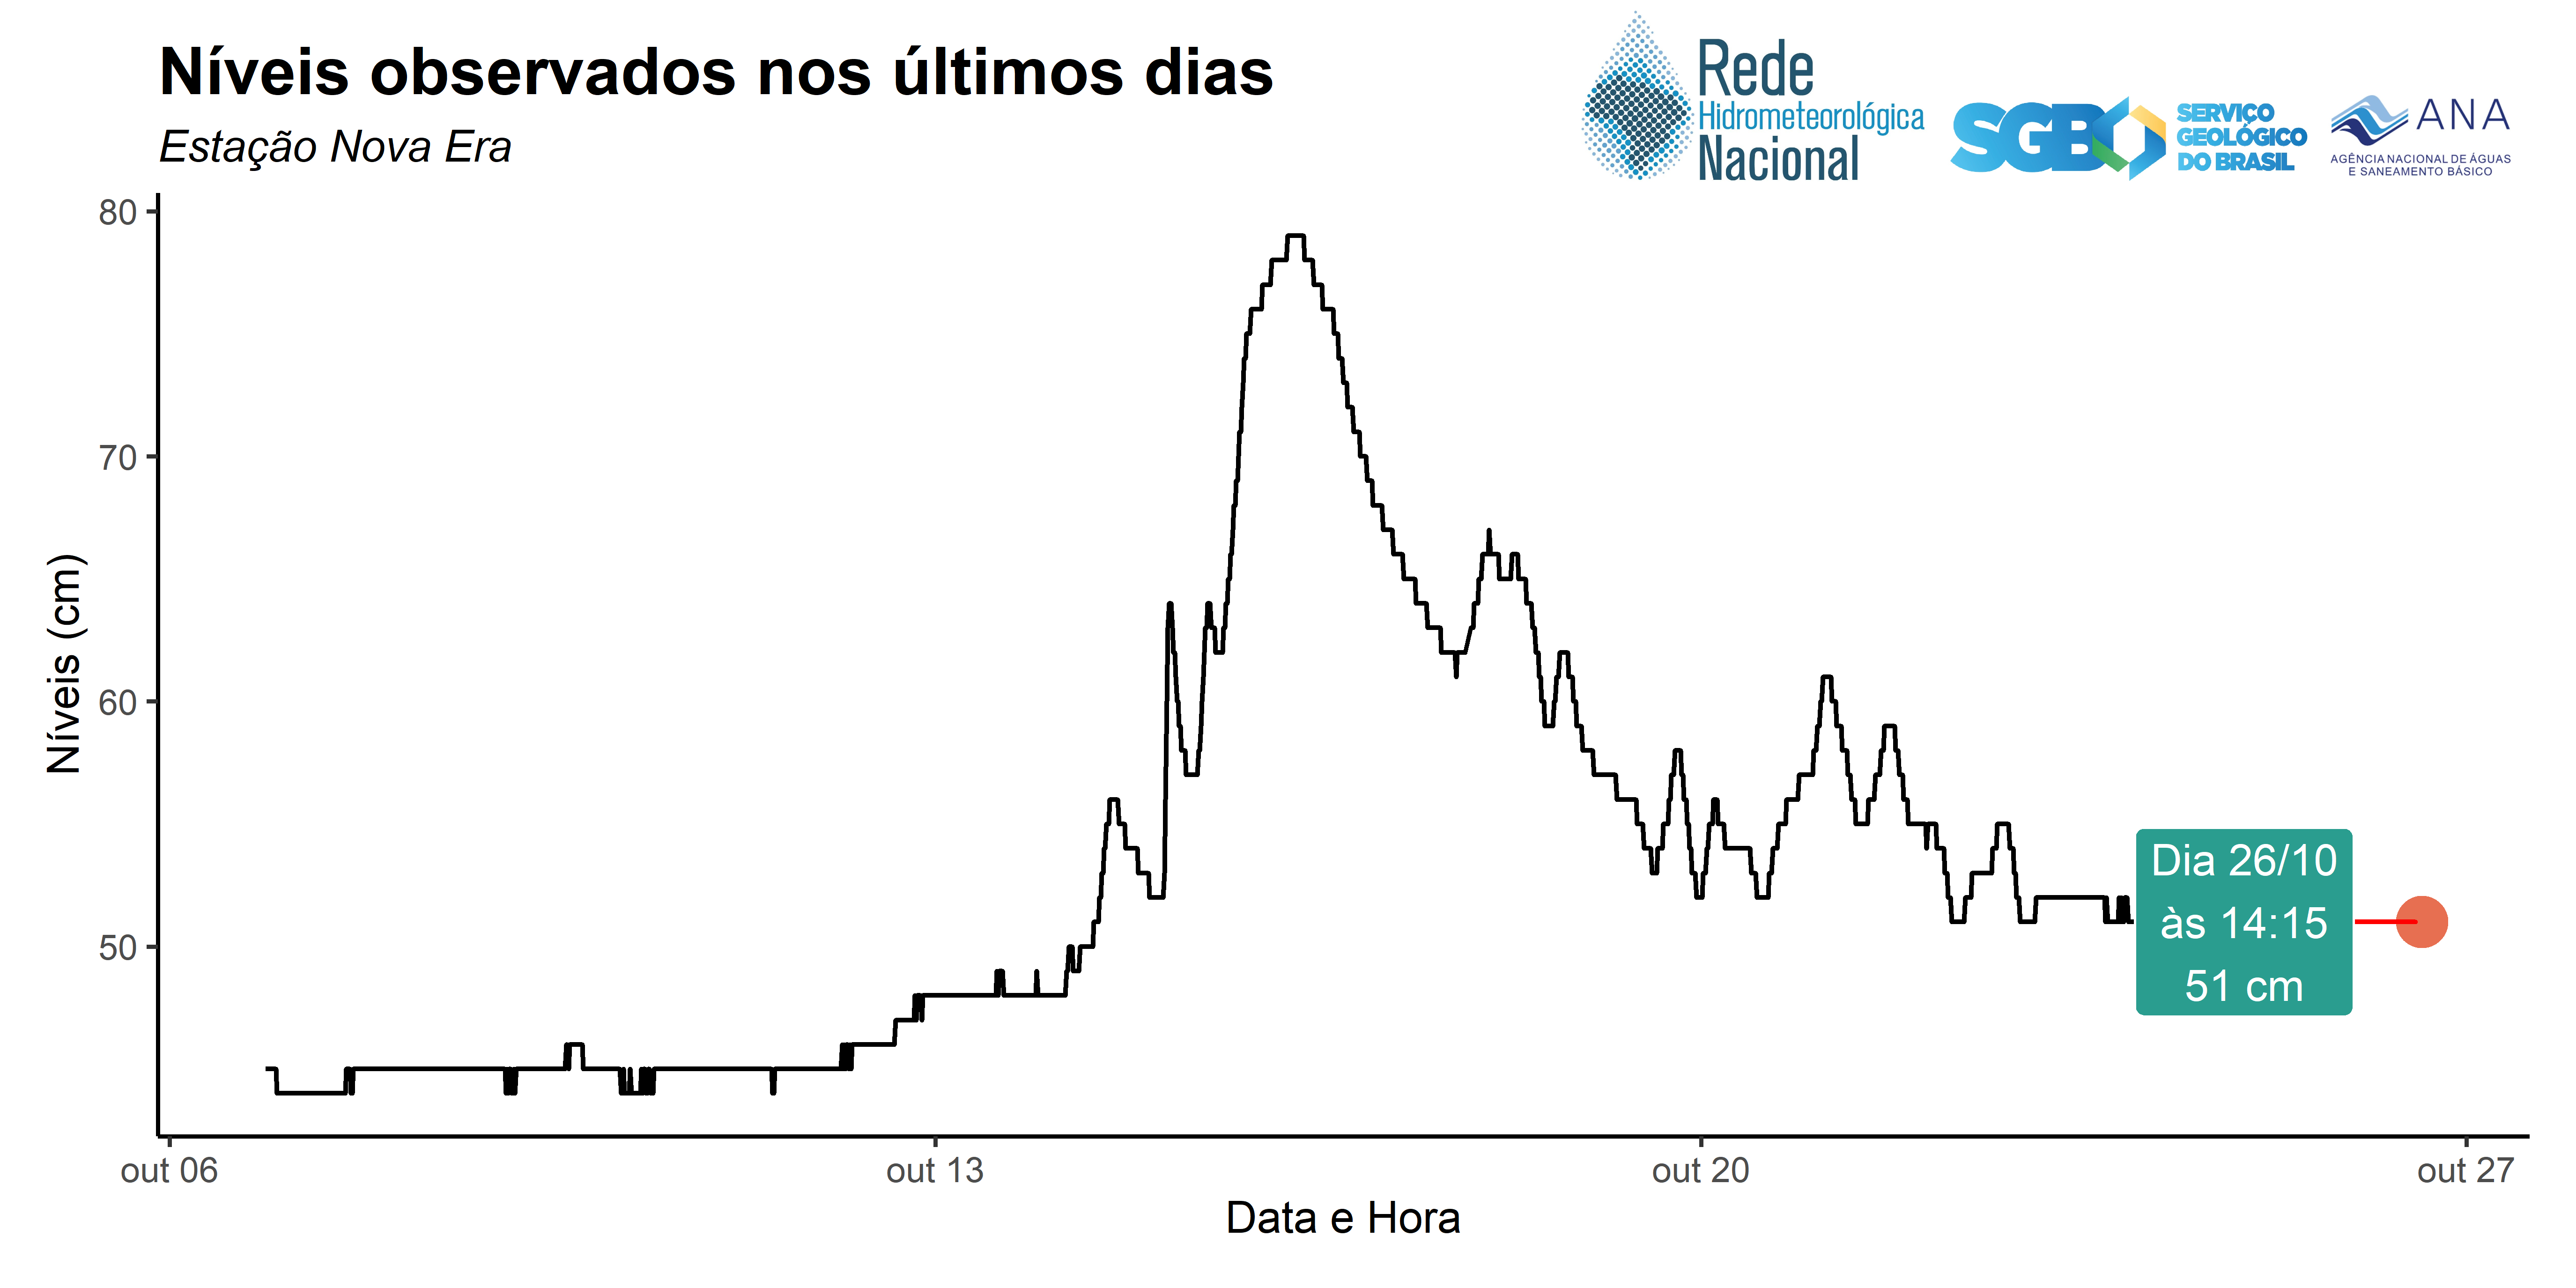 Níveis observados nos últimos dias
Estação Nova Era
Rede
Hidrometeorológica
Nacional
SGB
SERVIÇO
GEOLÓGICO
DO BRASIL
ANA
AGÊNCIA NACIONAL DE ÁGUAS
E SANEAMENTO BÁSICO
80
70
60
50
Níveis (cm)
Dia 26/10
às 14:15
51 cm
out 06
out 13
out 20
out 27
Data e Hora